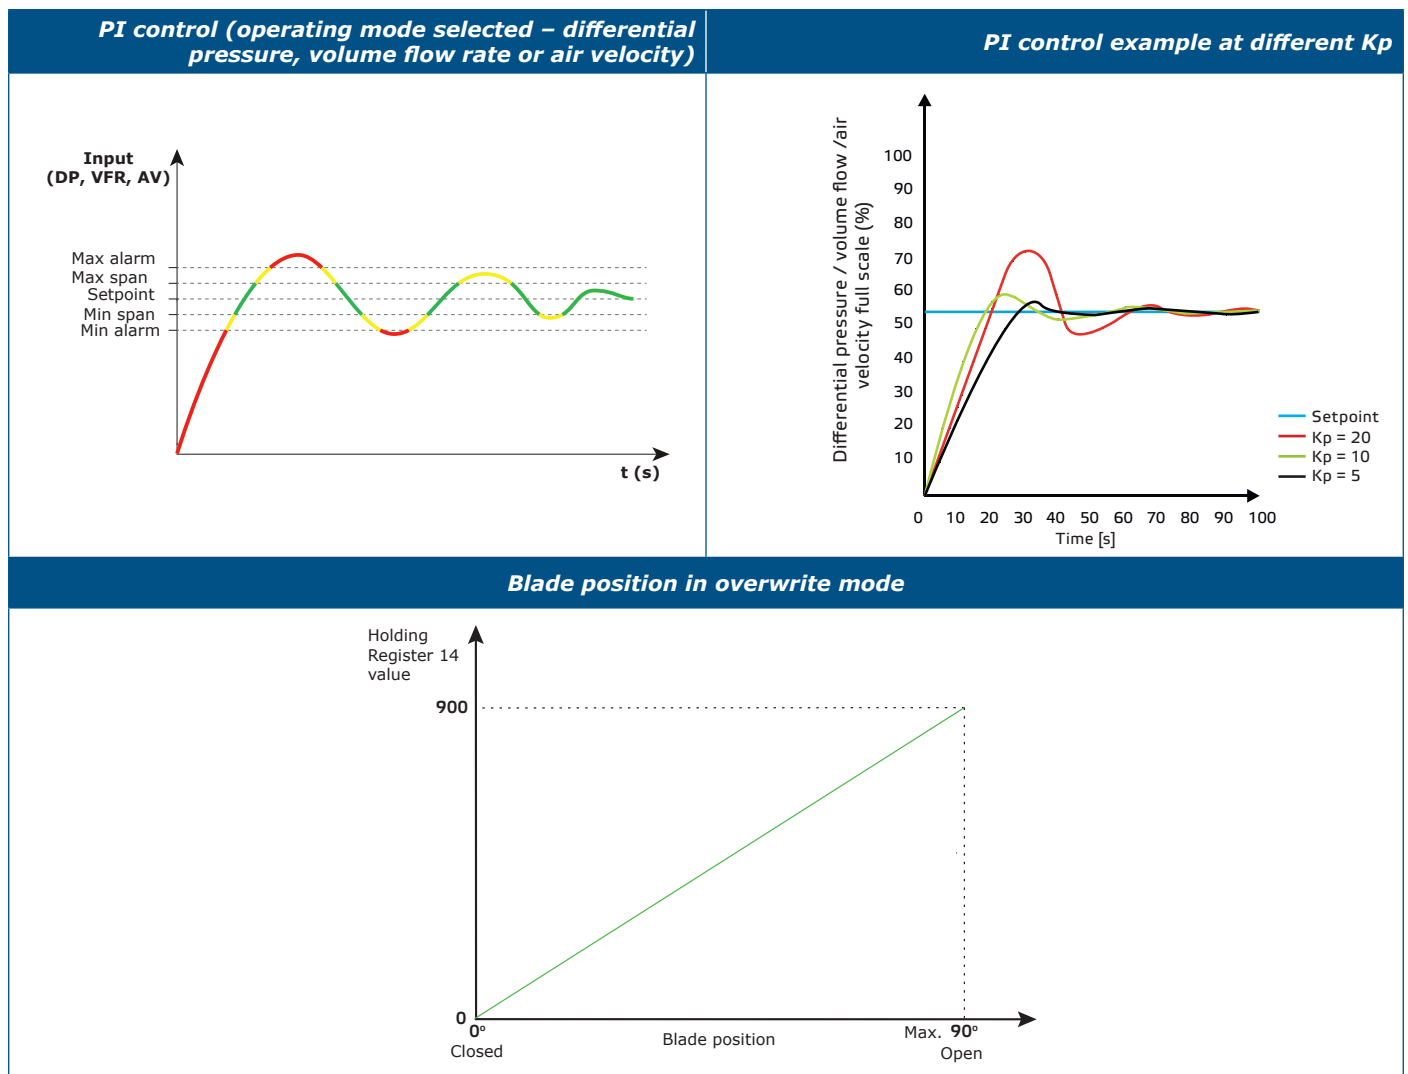 PI control (operating mode selected – differential
pressure, volume flow rate or air velocity)
PI control example at different Kp
Input
(DP, VFR, AV)
Max alarm
Max span
Setpoint
Min span
Min alarm
t (s)
Differential pressure / volume flow /air
velocity full scale (%)
100
90
80
70
60
50
40
30
20
10
0 10 20 30 40 50 60 70 80 90 100
Time [s]
Setpoint
Kp = 20
Kp = 10
Kp = 5
Blade position in overwrite mode
Holding
Register 14
value
900
0
0° Blade position Max. 90°
Closed Open